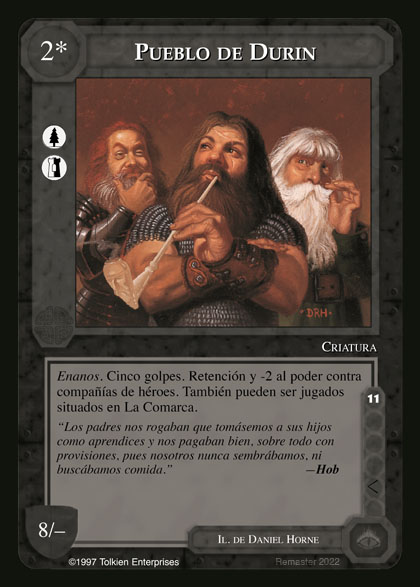 2*
PUEBLO DE DURIN
DRH
CRIATURA
Enanos. Cinco golpes. Retención y -2 al poder contra
compañías de héroes. También pueden ser jugados
situados en La Comarca.
11
“Los padres nos rogaban que tomásemos a sus hijos
como aprendices y nos pagaban bien, sobre todo con
provisiones, pues nosotros nunca sembrábamos, ni
buscábamos comida.” —Hob
8/–
IL. DE DANIEL HORNE
©1997 Tolkien Enterprises
Remaster 2022